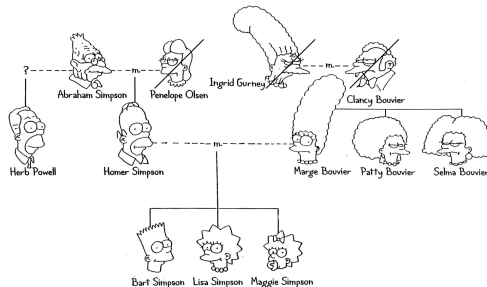 ? m. m.
Abraham Simpson Penelope Olsen Ingrid Gurney Clancy Bouvier
m.
Herb Powell Homer Simpson Marge Bouvier Patty Bouvier Selma Bouvier
Bart Simpson Lisa Simpson Maggie Simpson